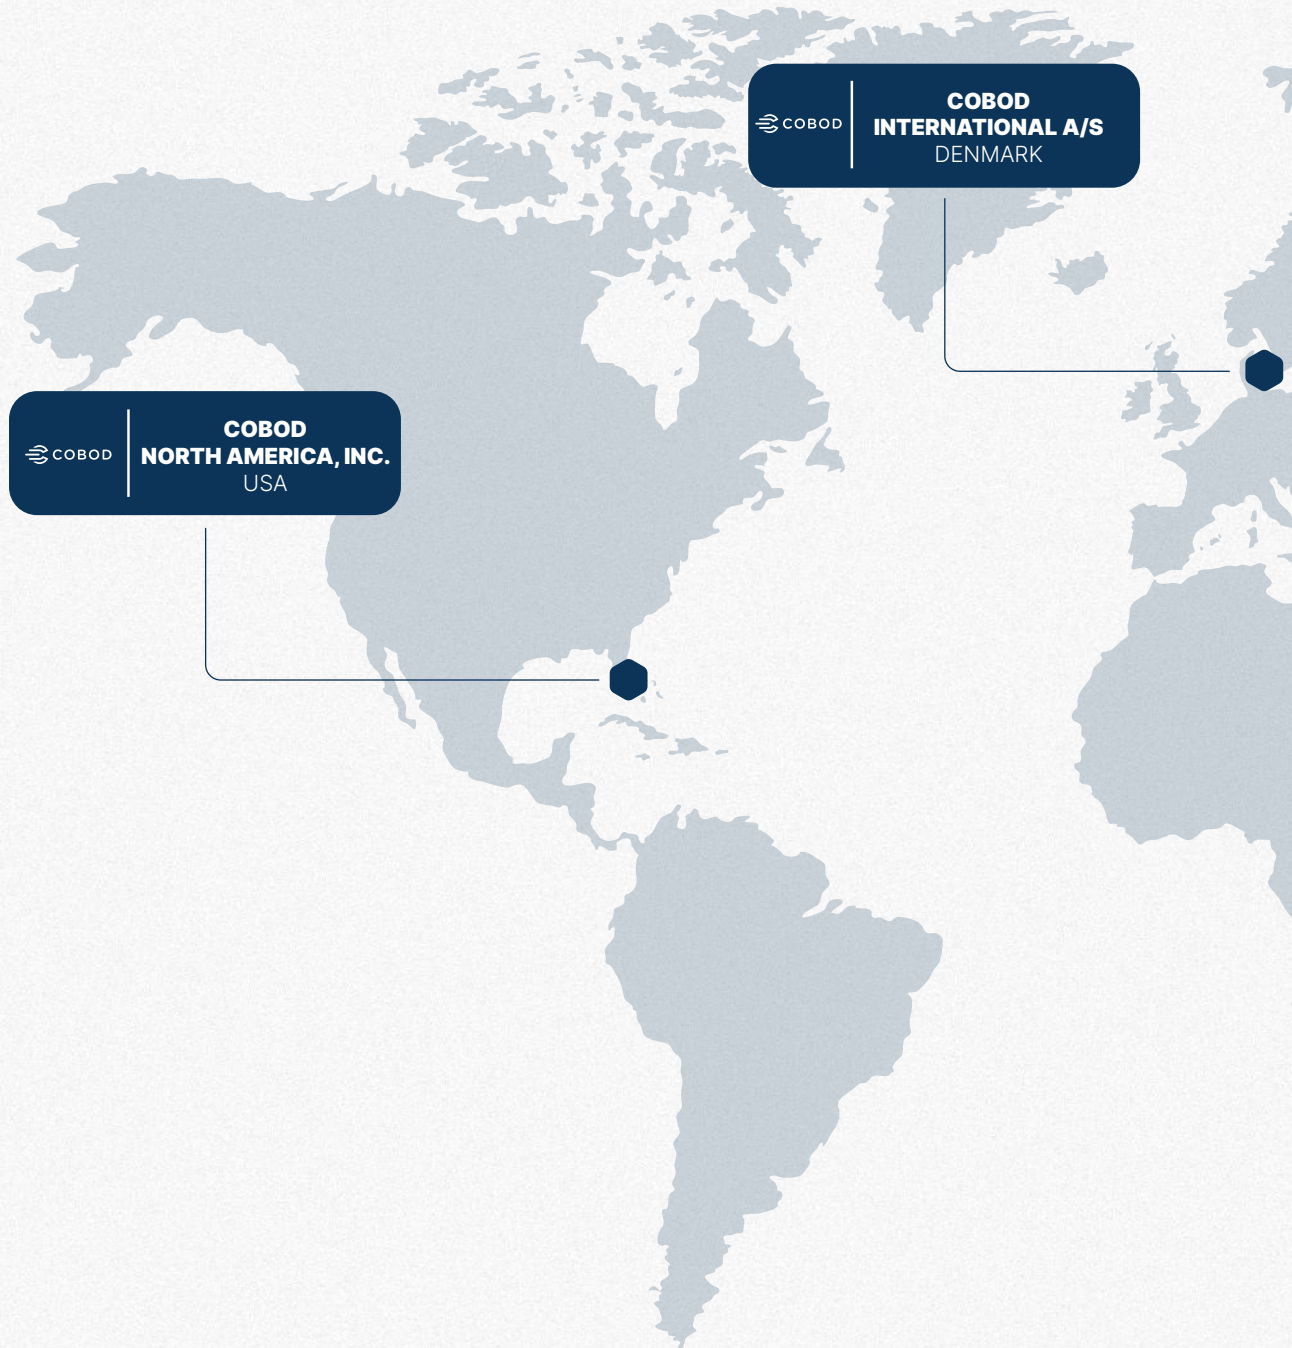 COBOD
COBOD
INTERNATIONAL A/S
DENMARK
COBOD
COBOD
NORTH AMERICA, INC.
USA